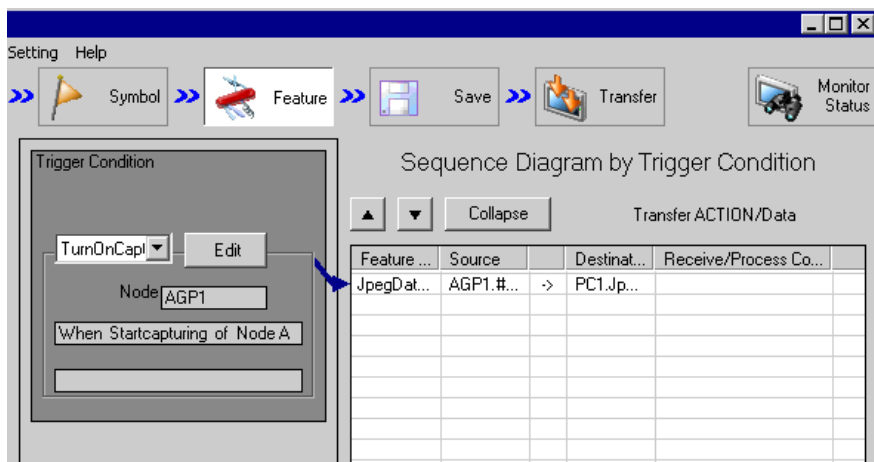 Setting Help
>> Symbol >> Feature >> Save >> Transfer Monitor Status
Trigger Condition
Sequence Diagram by Trigger Condition
Collapse Transfer ACTION/Data
TurnOnCapt Edit
Feature ... Source Destinat... Receive/Process Co...
JpegDat... AGP1.#... -> PC1.Jp...
Node AGP1
When Startcapturing of Node A